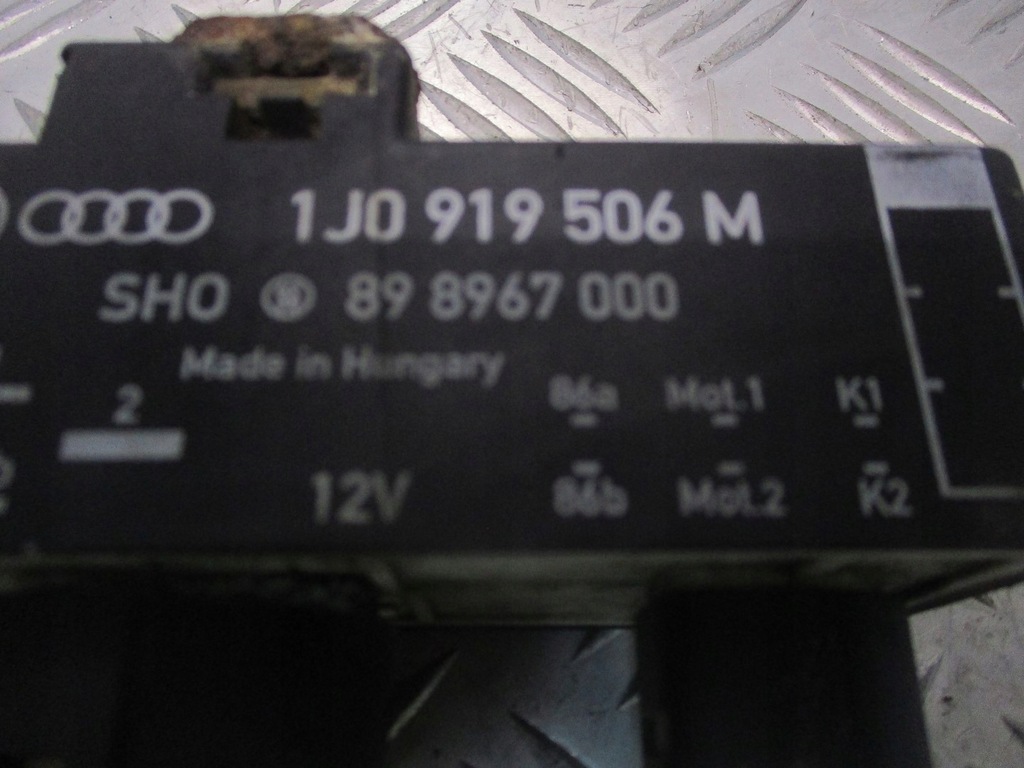 1J0 919 506 M
SHO 89 8967 000
Made in Hungary
2
86a Mot.1 K1
12V
86b Mot.2 K2